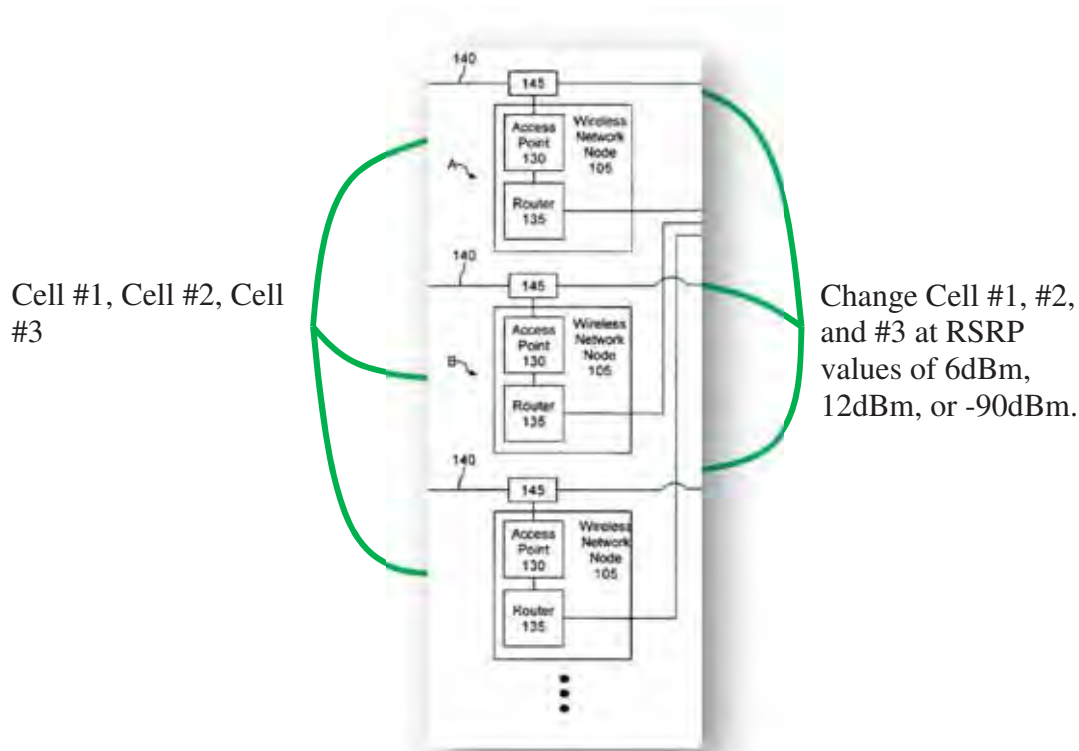 140
145
Access
Point
130
Wireless
Network
Node
105
A
Router
135
140
145
Access
Point
130
Wireless
Network
Node
105
B
Router
135
140
145
Access
Point
130
Wireless
Network
Node
105
Router
135
Cell #1, Cell #2, Cell
#3
Change Cell #1, #2,
and #3 at RSRP
values of 6dBm,
12dBm, or -90dBm.